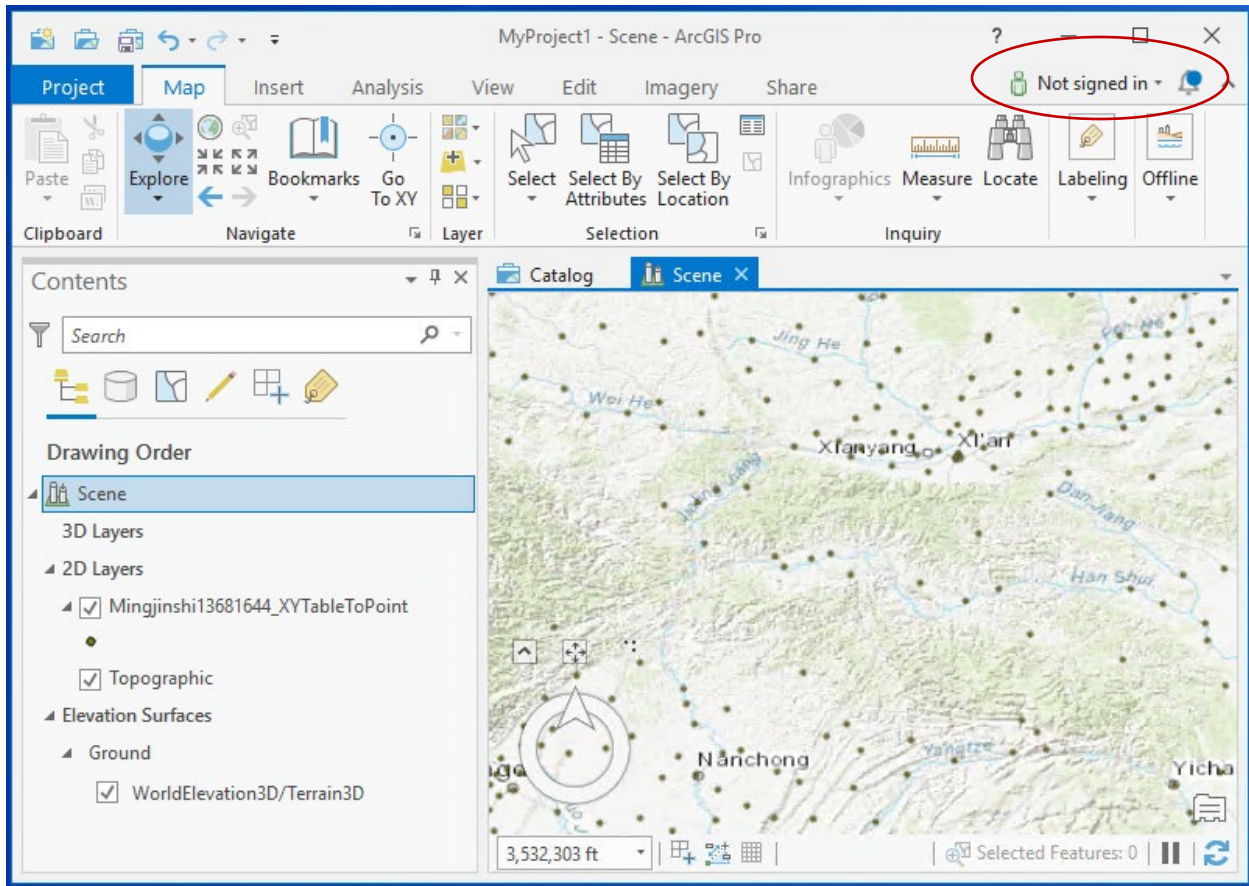 MyProject1 - Scene - ArcGIS Pro
?
Project Map Insert Analysis View Edit Imagery Share Not signed in
Paste Explore Bookmarks Go To XY Select Select By Attributes Select By Location Infographics Measure Locate Labeling Offline
Clipboard Navigate Layer Selection Inquiry
Contents
Search
Drawing Order
Scene
3D Layers
2D Layers
Mingjinshi13681644_XYTableToPoint
Topographic
Elevation Surfaces
Ground
WorldElevation3D/Terrain3D
Catalog Scene
Jing He
Wei He
Xianyang Xi'an
Jialing Jiang
Dan Jiang
Han Shui
Nanchong
Yangtze
Yicha
3,532,303 ft Selected Features: 0